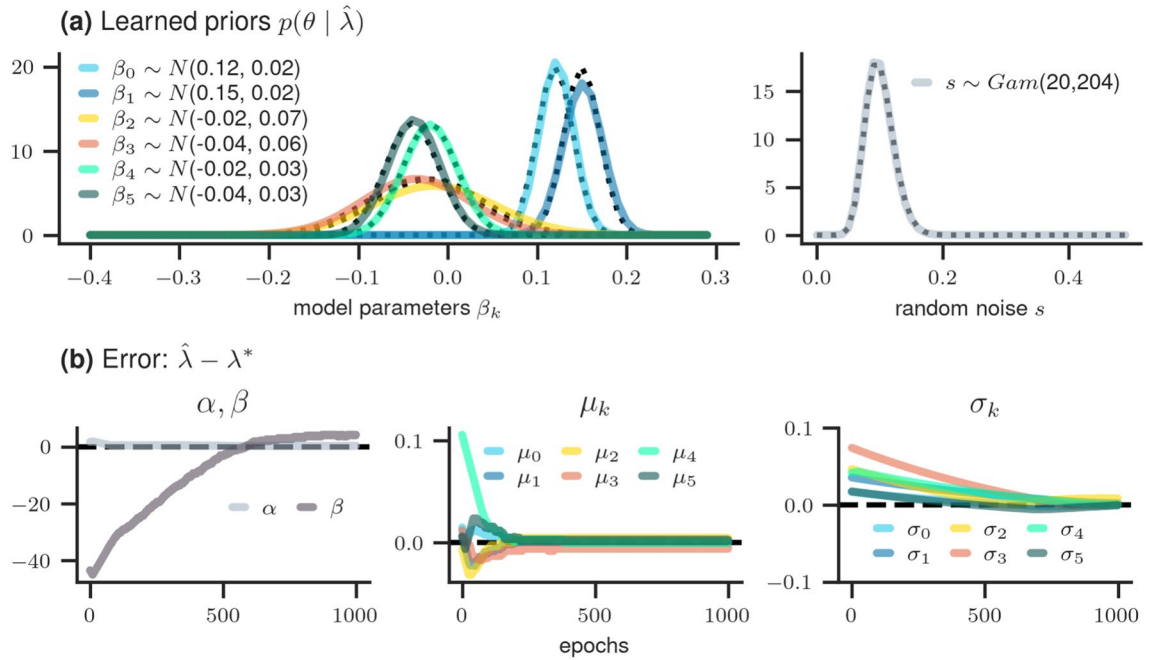 (a) Learned priors p(θ | λ̂)
20
10
0
β₀ ∼ N(0.12, 0.02)
β₁ ∼ N(0.15, 0.02)
β₂ ∼ N(-0.02, 0.07)
β₃ ∼ N(-0.04, 0.06)
β₄ ∼ N(-0.02, 0.03)
β₅ ∼ N(-0.04, 0.03)
−0.4 −0.3 −0.2 −0.1 0.0 0.1 0.2 0.3
model parameters βₖ
15
10
5
0
s ∼ Gam(20,204)
0.0 0.2 0.4
random noise s
(b) Error: λ̂ − λ*
α, β
0
−20
−40
α β
0 500 1000
μₖ
0.1
0.0
μ₀ μ₂ μ₄
μ₁ μ₃ μ₅
0 500 1000
epochs
σₖ
0.1
0.0
−0.1
σ₀ σ₂ σ₄
σ₁ σ₃ σ₅
0 500 1000